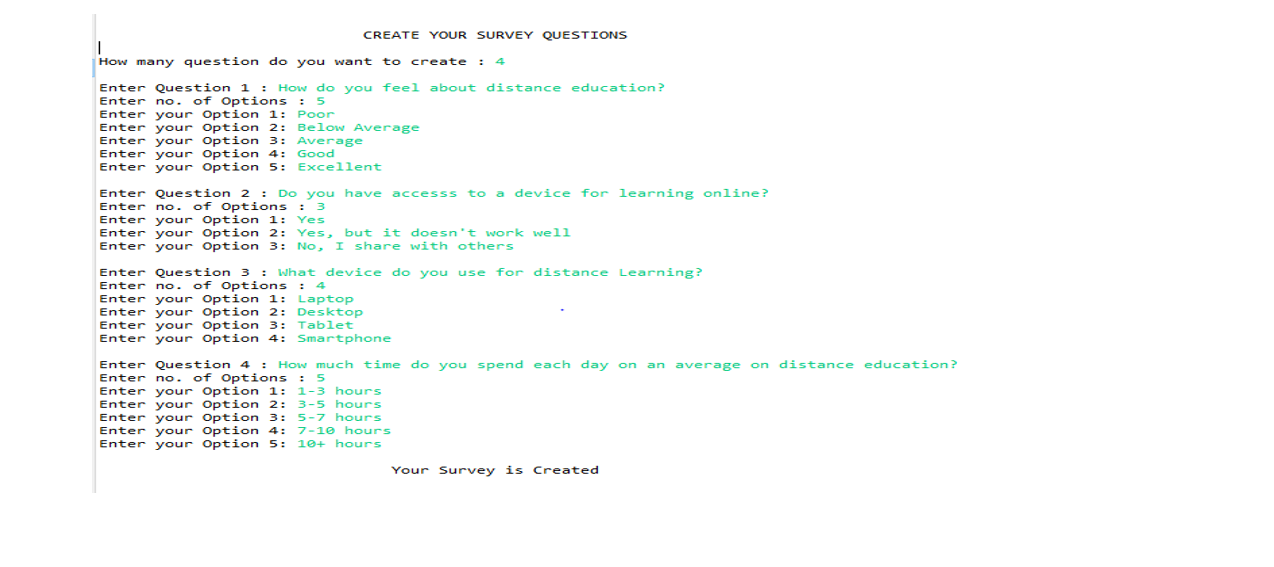 CREATE YOUR SURVEY QUESTIONS
How many question do you want to create : 4
Enter Question 1 : How do you feel about distance education?
Enter no. of Options : 5
Enter your Option 1: Poor
Enter your Option 2: Below Average
Enter your Option 3: Average
Enter your Option 4: Good
Enter your Option 5: Excellent
Enter Question 2 : Do you have accesss to a device for learning online?
Enter no. of Options : 3
Enter your Option 1: Yes
Enter your Option 2: Yes, but it doesn't work well
Enter your Option 3: No, I share with others
Enter Question 3 : What device do you use for distance Learning?
Enter no. of Options : 4
Enter your Option 1: Laptop
Enter your Option 2: Desktop
Enter your Option 3: Tablet
Enter your Option 4: Smartphone
Enter Question 4 : How much time do you spend each day on an average on distance education?
Enter no. of Options : 5
Enter your Option 1: 1-3 hours
Enter your Option 2: 3-5 hours
Enter your Option 3: 5-7 hours
Enter your Option 4: 7-10 hours
Enter your Option 5: 10+ hours
Your Survey is Created